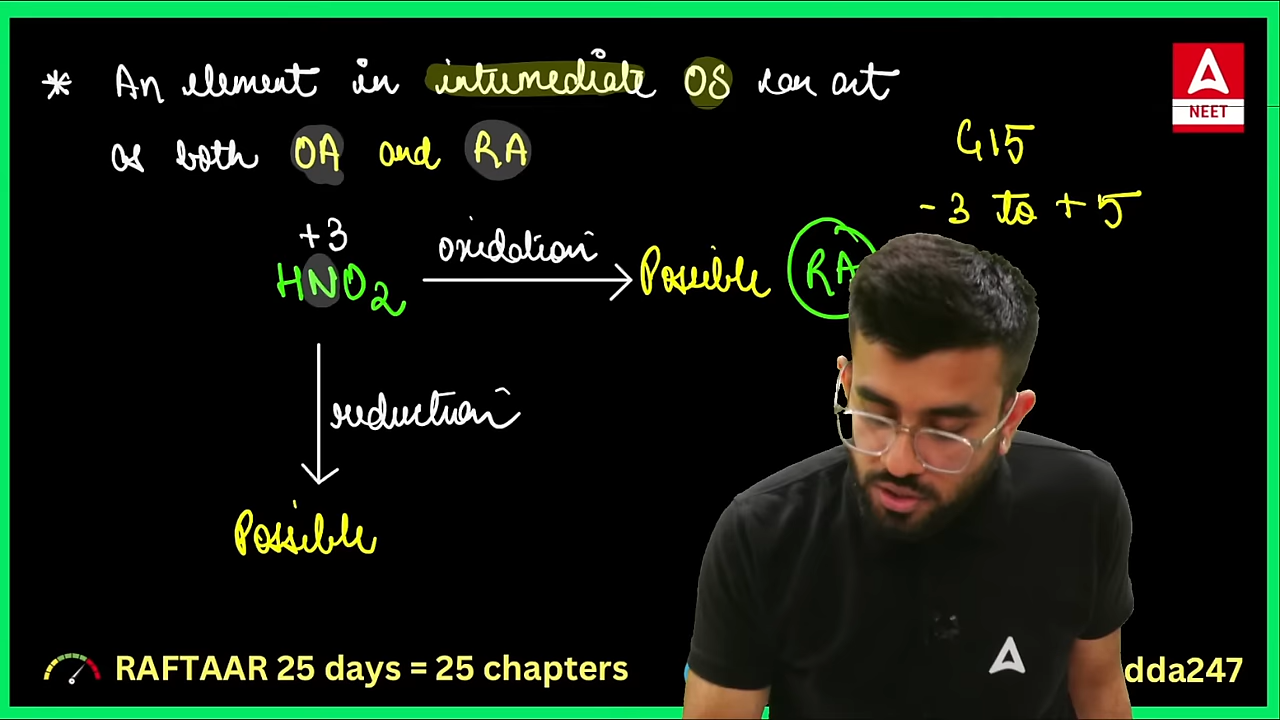 * An element in intermediate OS can act
as both OA and RA
G15
-3 to +5
+3
HNO2
oxidation
Possible
RA
reduction
Possible
NEET
RAFTAAR 25 days = 25 chapters
dda247